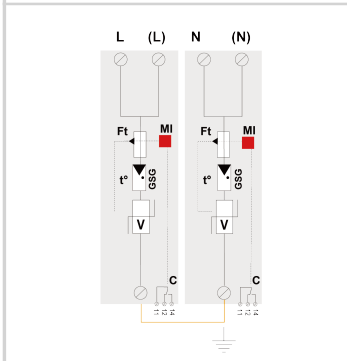 L (L) N (N)
Ft MI Ft MI
t° GSG t° GSG
V V
C C
11 12 14 11 12 14